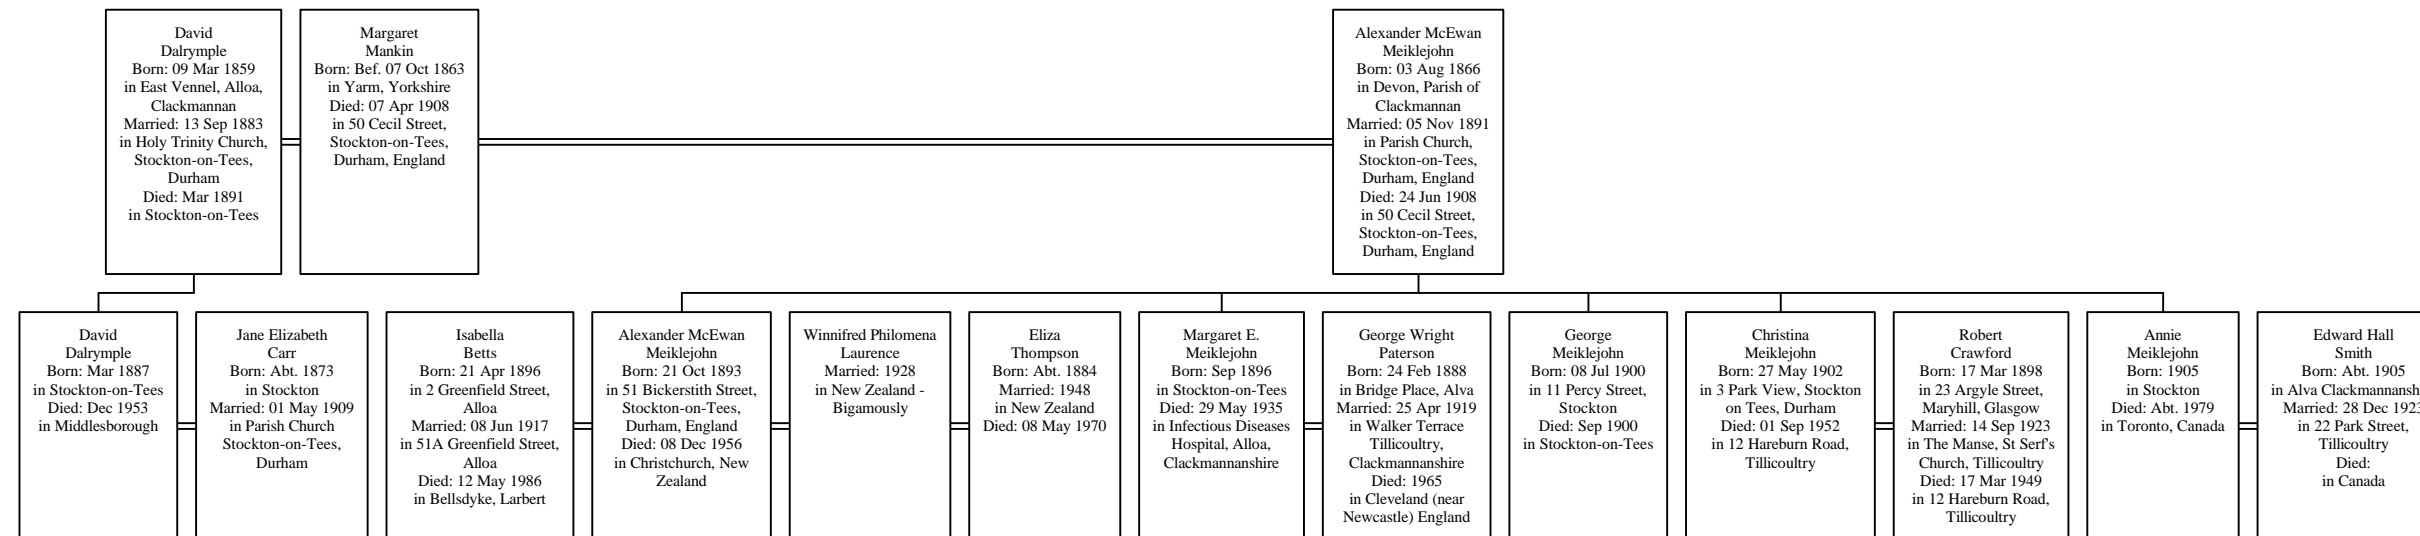 David
Dalrymple
Born: 09 Mar 1859
in East Vennel, Alloa,
Clackmannan
Married: 13 Sep 1883
in Holy Trinity Church,
Stockton-on-Tees,
Durham
Died: Mar 1891
in Stockton-on-Tees
Margaret
Mankin
Born: Bef. 07 Oct 1863
in Yarm, Yorkshire
Died: 07 Apr 1908
in 50 Cecil Street,
Stockton-on-Tees,
Durham, England
Alexander McEwan
Meiklejohn
Born: 03 Aug 1866
in Devon, Parish of
Clackmannan
Married: 05 Nov 1891
in Parish Church,
Stockton-on-Tees,
Durham, England
Died: 24 Jun 1908
in 50 Cecil Street,
Stockton-on-Tees,
Durham, England
David
Dalrymple
Born: Mar 1887
in Stockton-on-Tees
Died: Dec 1953
in Middlesborough
Jane Elizabeth
Carr
Born: Abt. 1873
in Stockton
Married: 01 May 1909
in Parish Church
Stockton-on-Tees,
Durham
Isabella
Betts
Born: 21 Apr 1896
in 2 Greenfield Street,
Alloa
Married: 08 Jun 1917
in 51A Greenfield Street,
Alloa
Died: 12 May 1986
in Bellsdyke, Larbert
Alexander McEwan
Meiklejohn
Born: 21 Oct 1893
in 51 Bickerstith Street,
Stockton-on-Tees,
Durham, England
Died: 08 Dec 1956
in Christchurch, New
Zealand
Winnifred Philomena
Laurence
Married: 1928
in New Zealand -
Bigamously
Eliza
Thompson
Born: Abt. 1884
Married: 1948
in New Zealand
Died: 08 May 1970
Margaret E.
Meiklejohn
Born: Sep 1896
in Stockton-on-Tees
Died: 29 May 1935
in Infectious Diseases
Hospital, Alloa,
Clackmannanshire
George Wright
Paterson
Born: 24 Feb 1888
in Bridge Place, Alva
Married: 25 Apr 1919
in Walker Terrace
Tillicoultry,
Clackmannanshire
Died: 1965
in Cleveland (near
Newcastle) England
George
Meiklejohn
Born: 08 Jul 1900
in 11 Percy Street,
Stockton
Died: Sep 1900
in Stockton-on-Tees
Christina
Meiklejohn
Born: 27 May 1902
in 3 Park View, Stockton
on Tees, Durham
Died: 01 Sep 1952
in 12 Hareburn Road,
Tillicoultry
Robert
Crawford
Born: 17 Mar 1898
in 23 Argyle Street,
Maryhill, Glasgow
Married: 14 Sep 1923
in The Manse, St Serf's
Church, Tillicoultry
Died: 17 Mar 1949
in 12 Hareburn Road,
Tillicoultry
Annie
Meiklejohn
Born: 1905
in Stockton
Died: Abt. 1979
in Toronto, Canada
Edward Hall
Smith
Born: Abt. 1905
in Alva Clackmannansh
Married: 28 Dec 1923
in 22 Park Street,
Tillicoultry
Died:
in Canada